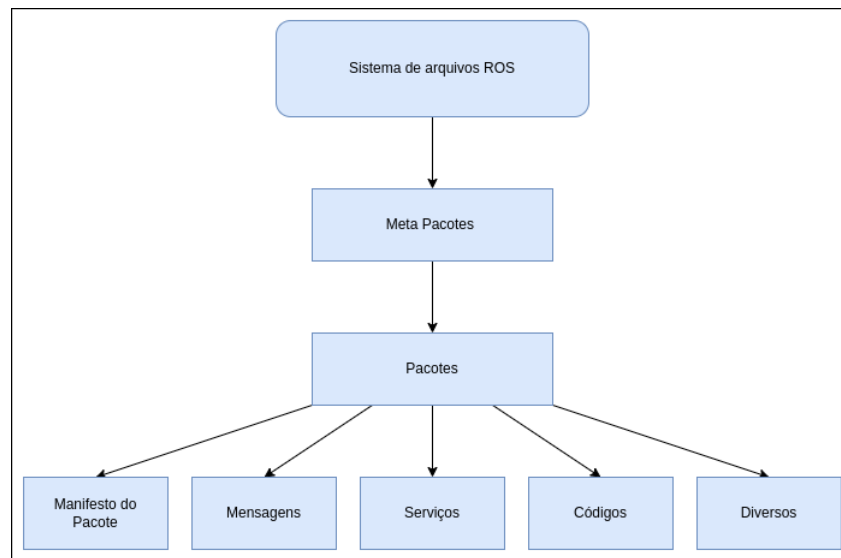 Sistema de arquivos ROS
Meta Pacotes
Pacotes
Manifesto do
Pacote
Mensagens
Serviços
Códigos
Diversos